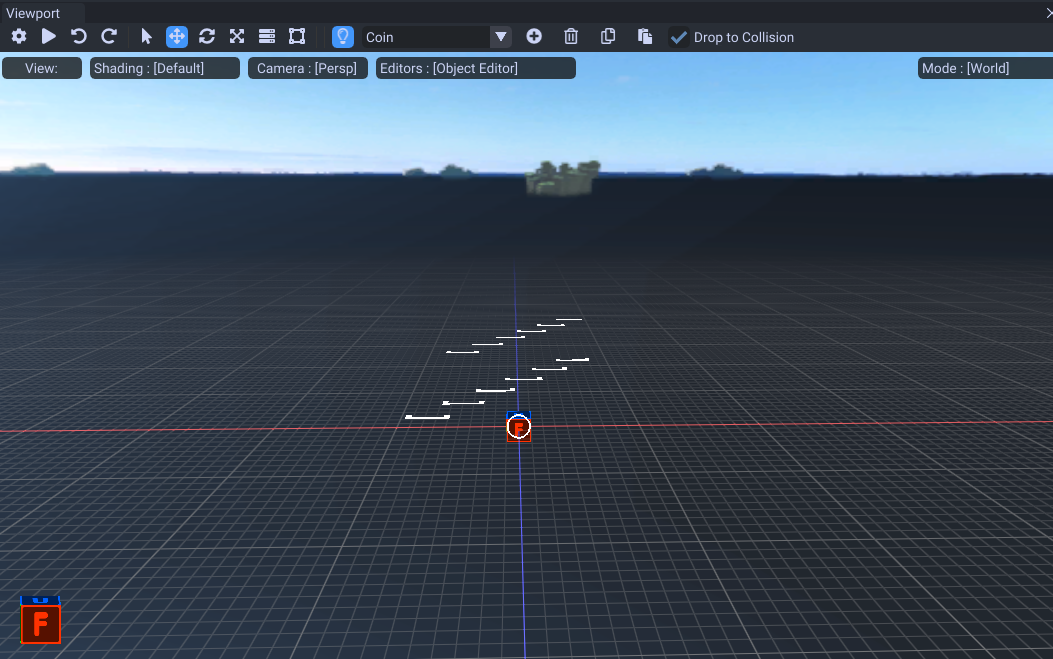 Viewport
Coin
Drop to Collision
View:
Shading : [Default]
Camera : [Persp]
Editors : [Object Editor]
Mode : [World]
F
F